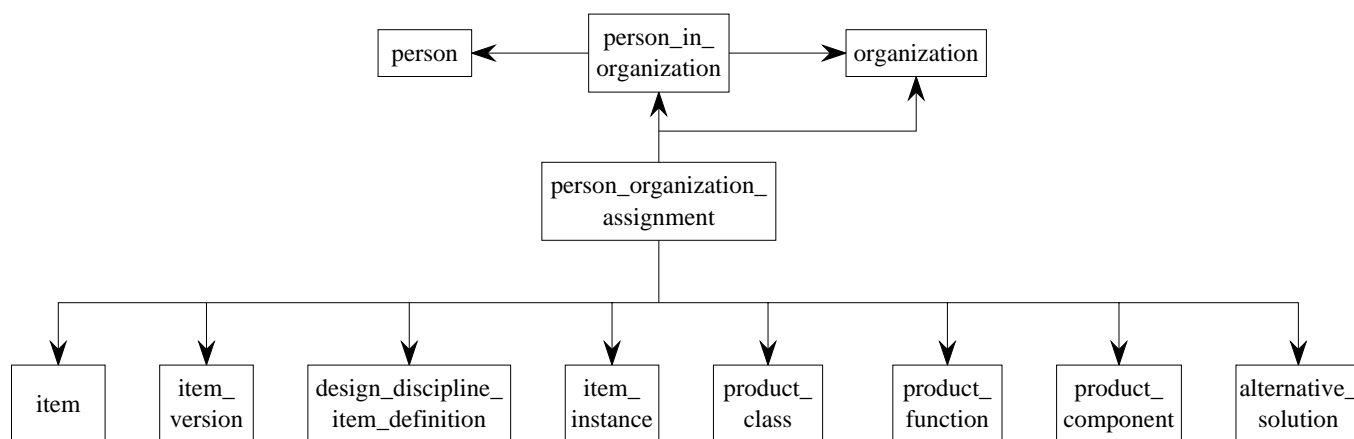 person
person_in_
organization
organization
person_organization_
assignment
item
item_
version
design_discipline_
item_definition
item_
instance
product_
class
product_
function
product_
component
alternative_
solution